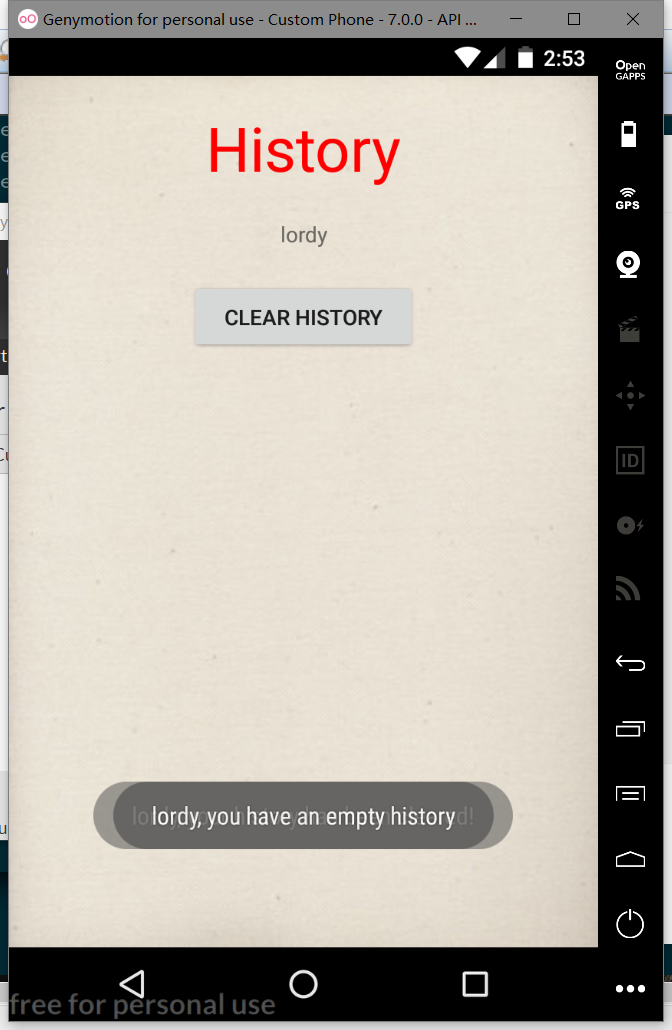 Genymotion for personal use - Custom Phone - 7.0.0 - API ...
2:53
Open
GAPPS
History
lordy
GPS
CLEAR HISTORY
ID
lordy, you have an empty history
free for personal use